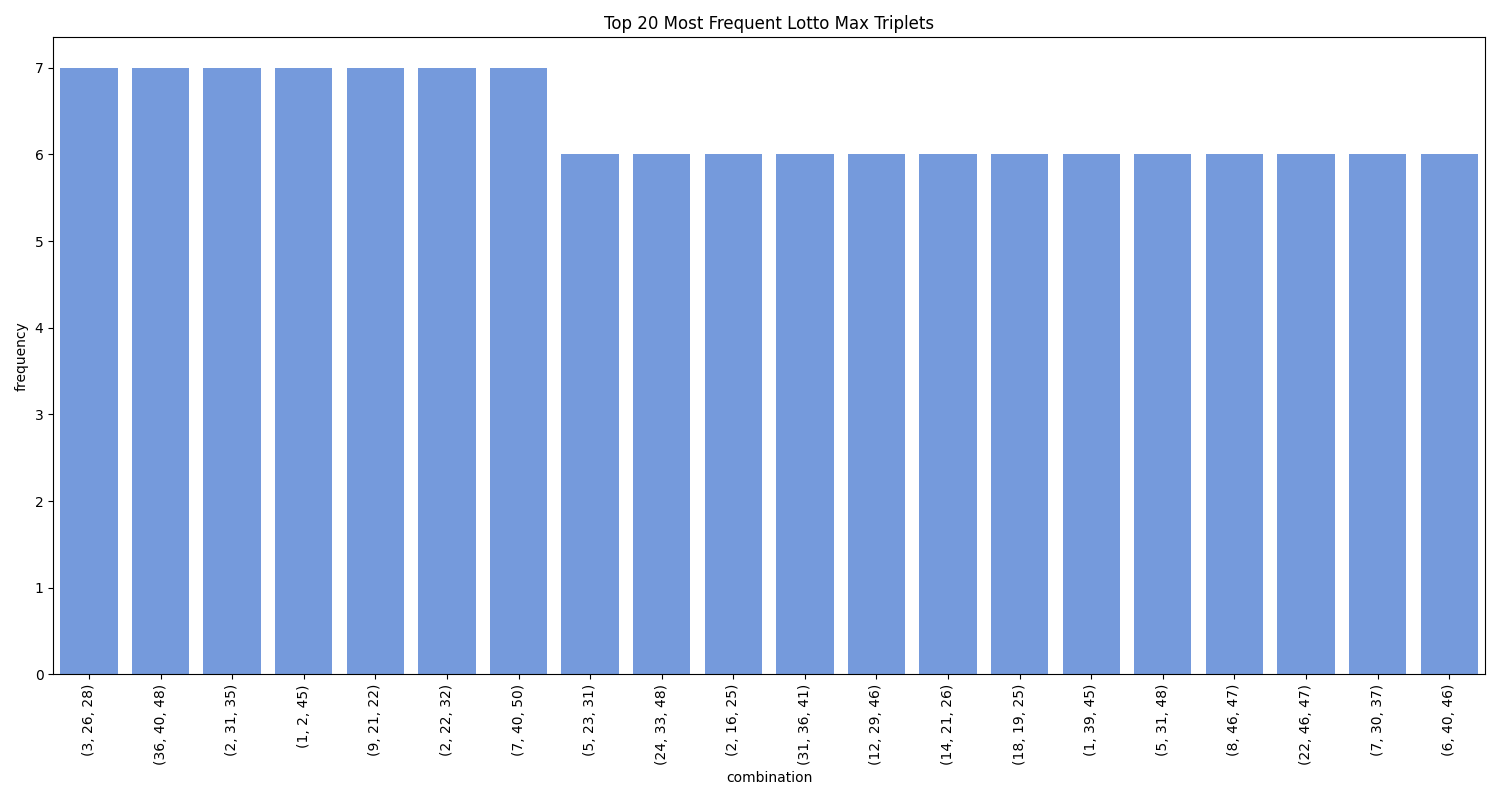 Top 20 Most Frequent Lotto Max Triplets
frequency
7
6
5
4
3
2
1
0
(3, 26, 28)
(36, 40, 48)
(2, 31, 35)
(1, 2, 45)
(9, 21, 22)
(2, 22, 32)
(7, 40, 50)
(5, 23, 31)
(24, 33, 48)
(2, 16, 25)
(31, 36, 41)
(12, 29, 46)
(14, 21, 26)
(18, 19, 25)
(1, 39, 45)
(5, 31, 48)
(8, 46, 47)
(22, 46, 47)
(7, 30, 37)
(6, 40, 46)
combination